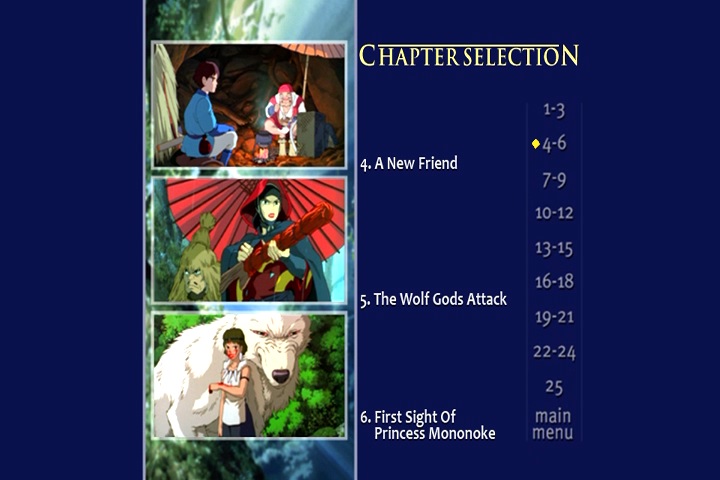 CHAPTER SELECTION
1-3
4-6
4. A New Friend
7-9
10-12
13-15
16-18
5. The Wolf Gods Attack
19-21
22-24
25
6. First Sight Of
Princess Mononoke
main
menu